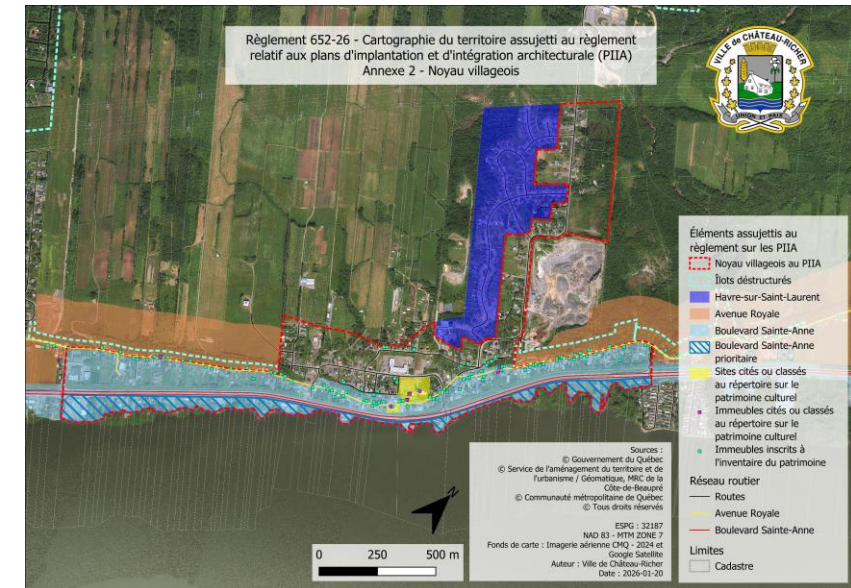 Règlement 652-26 - Cartographie du territoire assujetti au règlement
relatif aux plans d'implantation et d'intégration architecturale (PIIA)
Annexe 2 - Noyau villageois
VILLE de CHÂTEAU-RICHER
UNION ET PAIX
Éléments assujettis au
règlement sur les PIIA
Noyau villageois au PIIA
Îlots déstructurés
Havre-sur-Saint-Laurent
Avenue Royale
Boulevard Sainte-Anne
Boulevard Sainte-Anne
prioritaire
Sites cités ou classés
au répertoire sur le
patrimoine culturel
Immeubles cités ou classés
au répertoire sur le
patrimoine culturel
Immeubles inscrits à
l'inventaire du patrimoine
Réseau routier
Routes
Avenue Royale
Boulevard Sainte-Anne
Limites
Cadastre
Sources :
© Gouvernement du Québec
© Service de l'aménagement du territoire et de
l'urbanisme / Géomatique, MRC de la
Côte-de-Beaupré
© Communauté métropolitaine de Québec
© Tous droits réservés
ESPG : 32187
NAD 83 - MTM ZONE 7
Fonds de carte : Imagerie aérienne CMQ - 2024 et
Google Satellite
Auteur : Ville de Château-Richer
Date : 2026-01-20
N
0 250 500 m